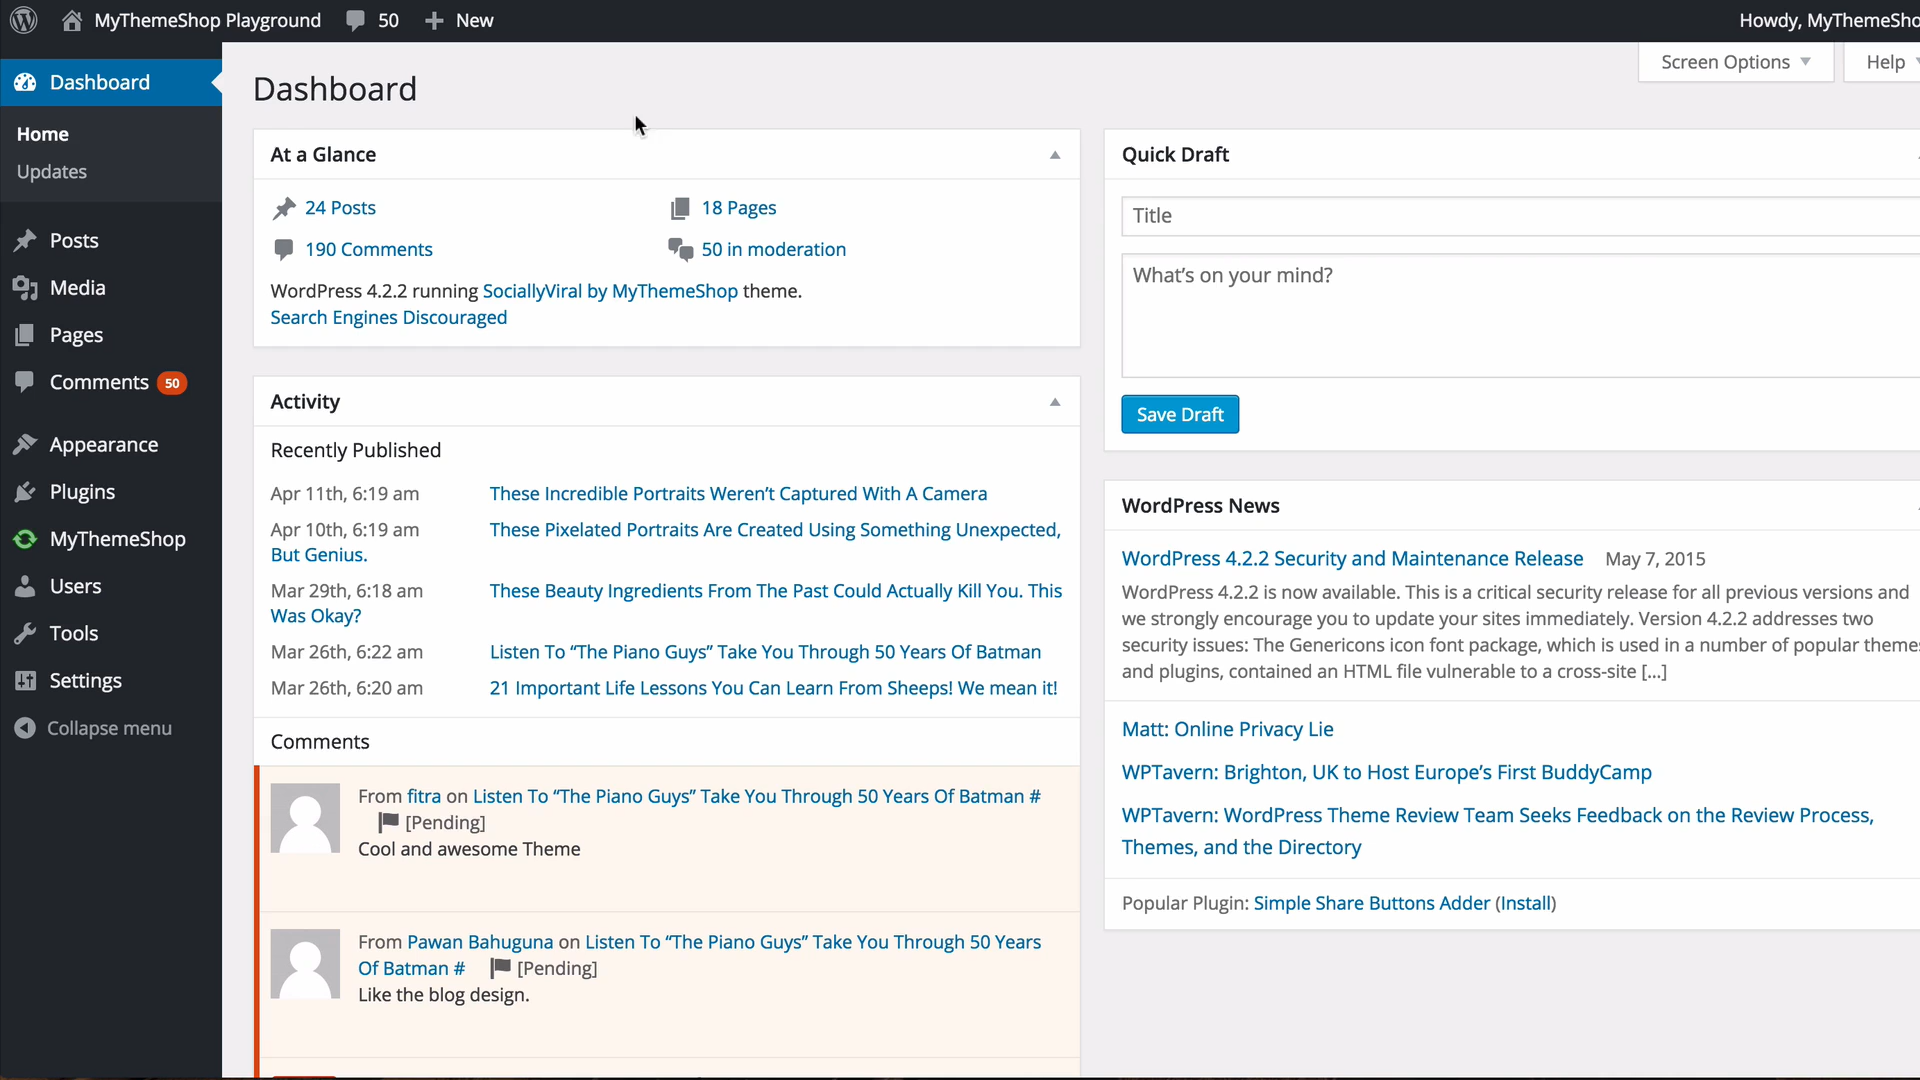 MyThemeShop Playground 50 New Howdy, MyThemeSho
Screen Options Help
Dashboard
Home
Updates
Posts
Media
Pages
Comments 50
Appearance
Plugins
MyThemeShop
Users
Tools
Settings
Collapse menu
Dashboard
At a Glance
24 Posts 18 Pages
190 Comments 50 in moderation
WordPress 4.2.2 running SociallyViral by MyThemeShop theme.
Search Engines Discouraged
Activity
Recently Published
Apr 11th, 6:19 am These Incredible Portraits Weren’t Captured With A Camera
Apr 10th, 6:19 am These Pixelated Portraits Are Created Using Something Unexpected,
But Genius.
Mar 29th, 6:18 am These Beauty Ingredients From The Past Could Actually Kill You. This
Was Okay?
Mar 26th, 6:22 am Listen To “The Piano Guys” Take You Through 50 Years Of Batman
Mar 26th, 6:20 am 21 Important Life Lessons You Can Learn From Sheeps! We mean it!
Comments
From fitra on Listen To “The Piano Guys” Take You Through 50 Years Of Batman #
[Pending]
Cool and awesome Theme
From Pawan Bahuguna on Listen To “The Piano Guys” Take You Through 50 Years
Of Batman # [Pending]
Like the blog design.
Quick Draft
Title
What’s on your mind?
Save Draft
WordPress News
WordPress 4.2.2 Security and Maintenance Release May 7, 2015
WordPress 4.2.2 is now available. This is a critical security release for all previous versions and
we strongly encourage you to update your sites immediately. Version 4.2.2 addresses two
security issues: The Genericons icon font package, which is used in a number of popular themes
and plugins, contained an HTML file vulnerable to a cross-site [...]
Matt: Online Privacy Lie
WPTavern: Brighton, UK to Host Europe’s First BuddyCamp
WPTavern: WordPress Theme Review Team Seeks Feedback on the Review Process,
Themes, and the Directory
Popular Plugin: Simple Share Buttons Adder (Install)